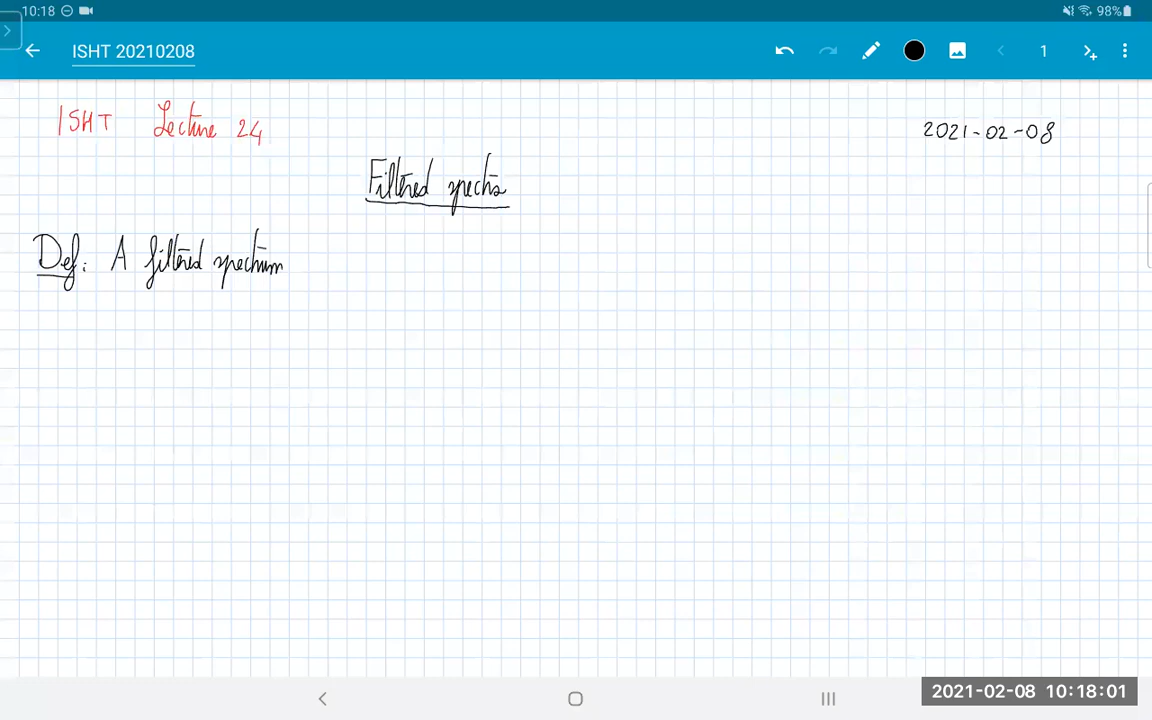 10:18 98%
ISHT 20210208 1
ISHT Lecture 24
2021-02-08
Filtered spectra
Def: A filtered spectrum
2021-02-08 10:18:01